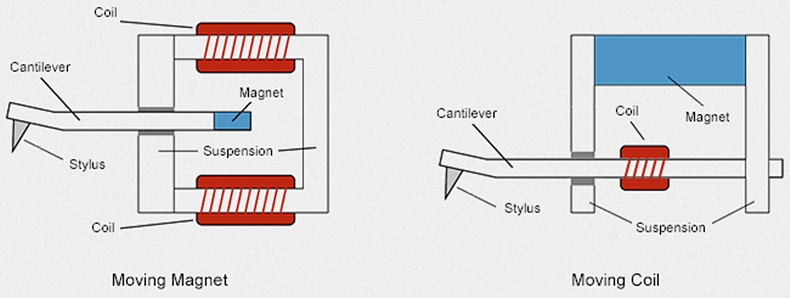 Coil
Cantilever
Magnet
Suspension
Stylus
Coil
Moving Magnet
Magnet
Coil
Cantilever
Stylus
Suspension
Moving Coil